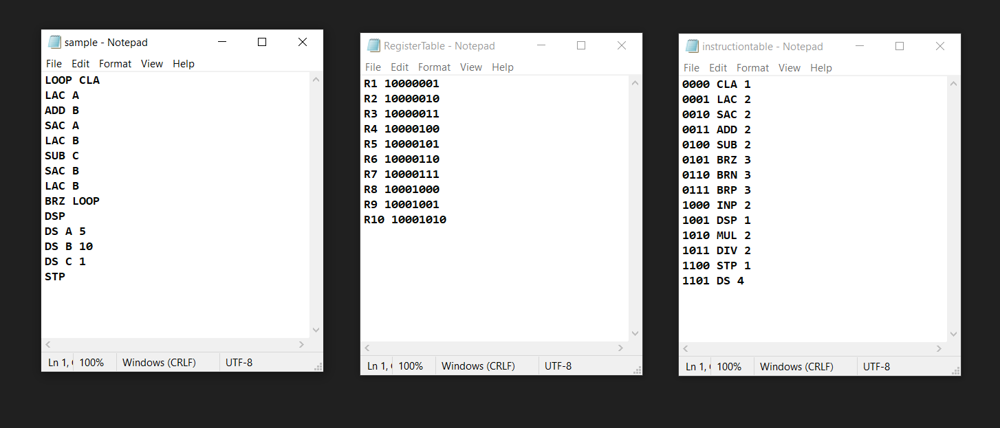 sample - Notepad
File Edit Format View Help
LOOP CLA
LAC A
ADD B
SAC A
LAC B
SUB C
SAC B
LAC B
BRZ LOOP
DSP
DS A 5
DS B 10
DS C 1
STP
Ln 1, 100% Windows (CRLF) UTF-8
RegisterTable - Notepad
File Edit Format View Help
R1 10000001
R2 10000010
R3 10000011
R4 10000100
R5 10000101
R6 10000110
R7 10000111
R8 10001000
R9 10001001
R10 10001010
Ln 1, 100% Windows (CRLF) UTF-8
instructiontable - Notepad
File Edit Format View Help
0000 CLA 1
0001 LAC 2
0010 SAC 2
0011 ADD 2
0100 SUB 2
0101 BRZ 3
0110 BRN 3
0111 BRP 3
1000 INP 2
1001 DSP 1
1010 MUL 2
1011 DIV 2
1100 STP 1
1101 DS 4
Ln 1, 100% Windows (CRLF) UTF-8